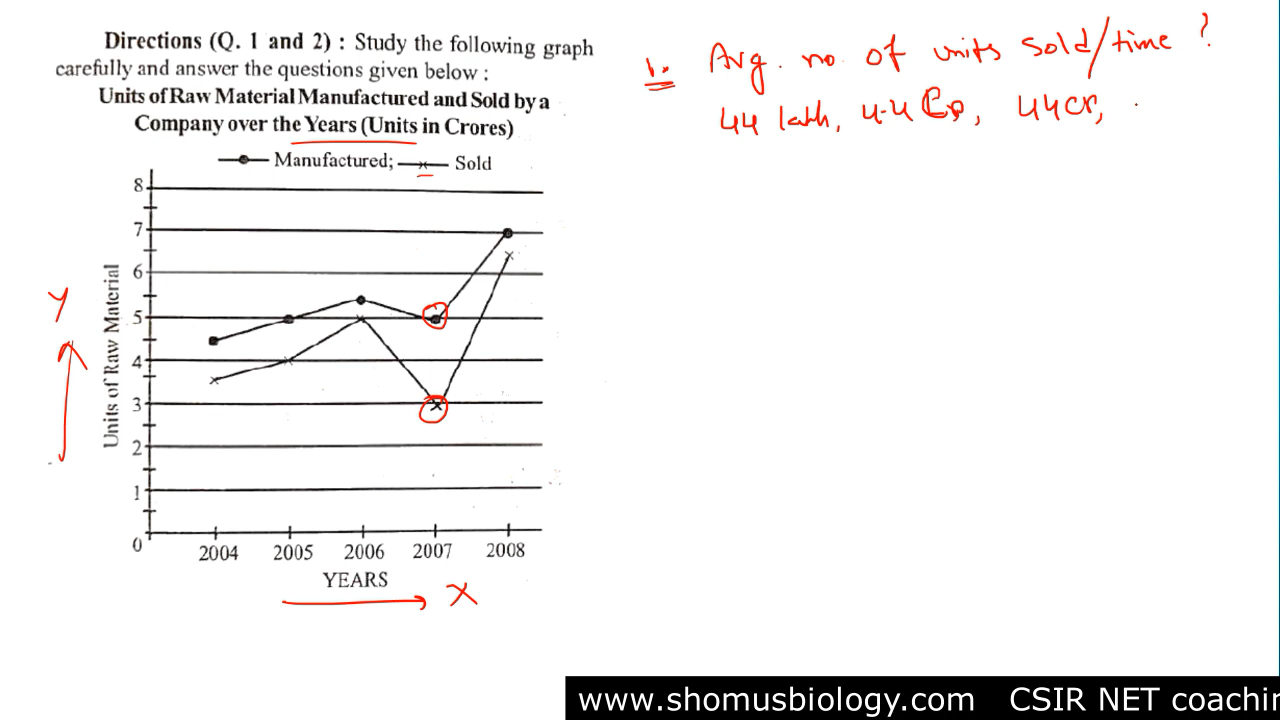 Directions (Q. 1 and 2) : Study the following graph
carefully and answer the questions given below :
Units of Raw Material Manufactured and Sold by a
Company over the Years (Units in Crores)
Manufactured; Sold
8
7
6
5
4
3
2
1
0
Units of Raw Material
2004 2005 2006 2007 2008
YEARS
Y
X
1. Avg. no. of units sold/time ?
44 lakh, 4.4 Cr, 44 cr,
www.shomusbiology.com CSIR NET coachin